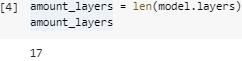 [4] amount_layers = len(model.layers)
amount_layers
17